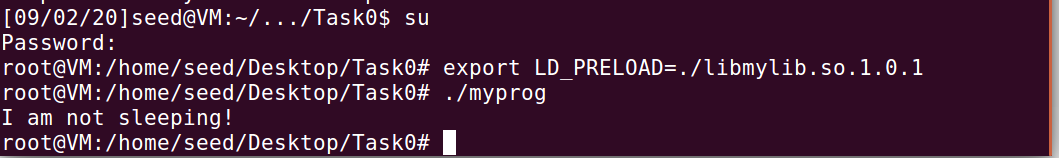 [09/02/20]seed@VM:~/.../Task0$ su
Password:
root@VM:/home/seed/Desktop/Task0# export LD_PRELOAD=./libmylib.so.1.0.1
root@VM:/home/seed/Desktop/Task0# ./myprog
I am not sleeping!
root@VM:/home/seed/Desktop/Task0#